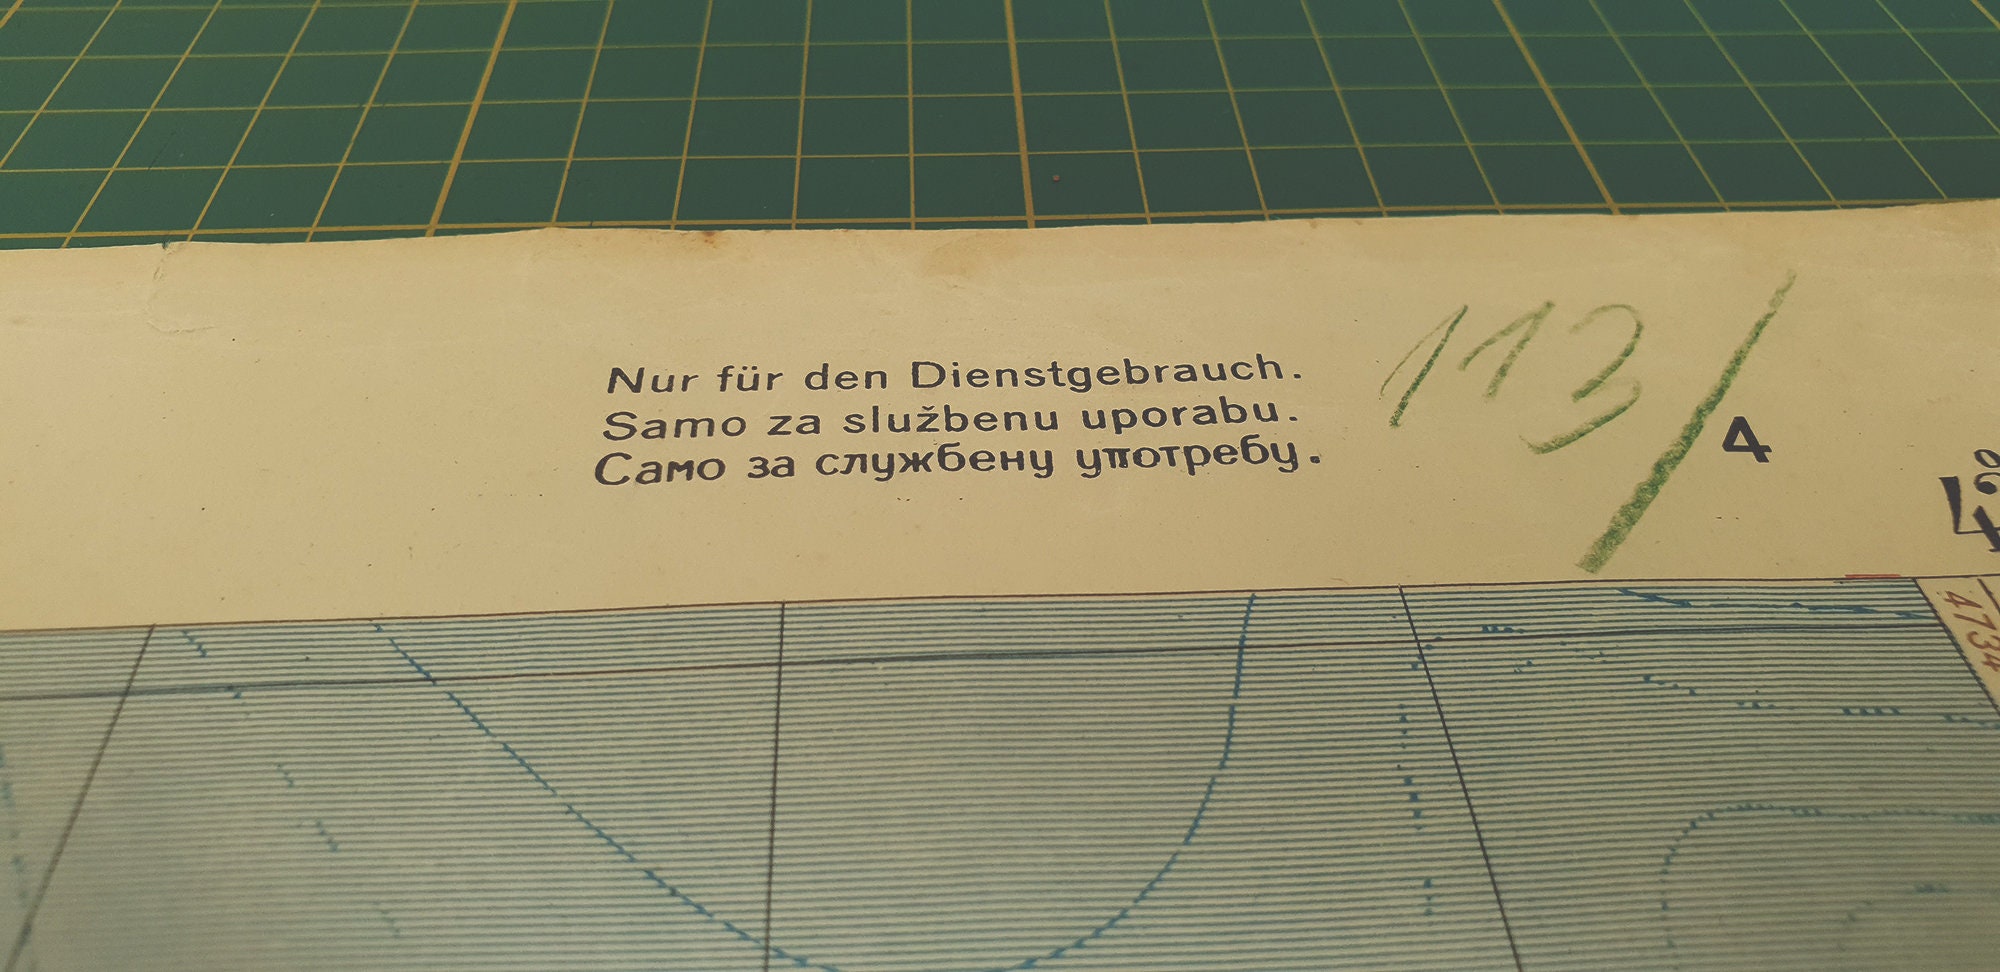 Nur für den Dienstgebrauch.
Samo za službenu uporabu.
Само за службену употребу.
113/
4
4734